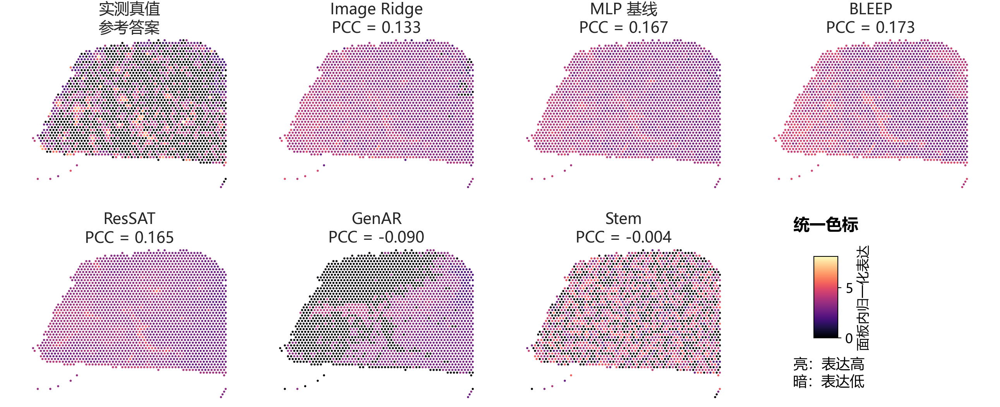 实测真值
参考答案
Image Ridge
PCC = 0.133
MLP 基线
PCC = 0.167
BLEEP
PCC = 0.173
ResSAT
PCC = 0.165
GenAR
PCC = -0.090
Stem
PCC = -0.004
统一色标
5
0
面板内归一化表达
亮：表达高
暗：表达低